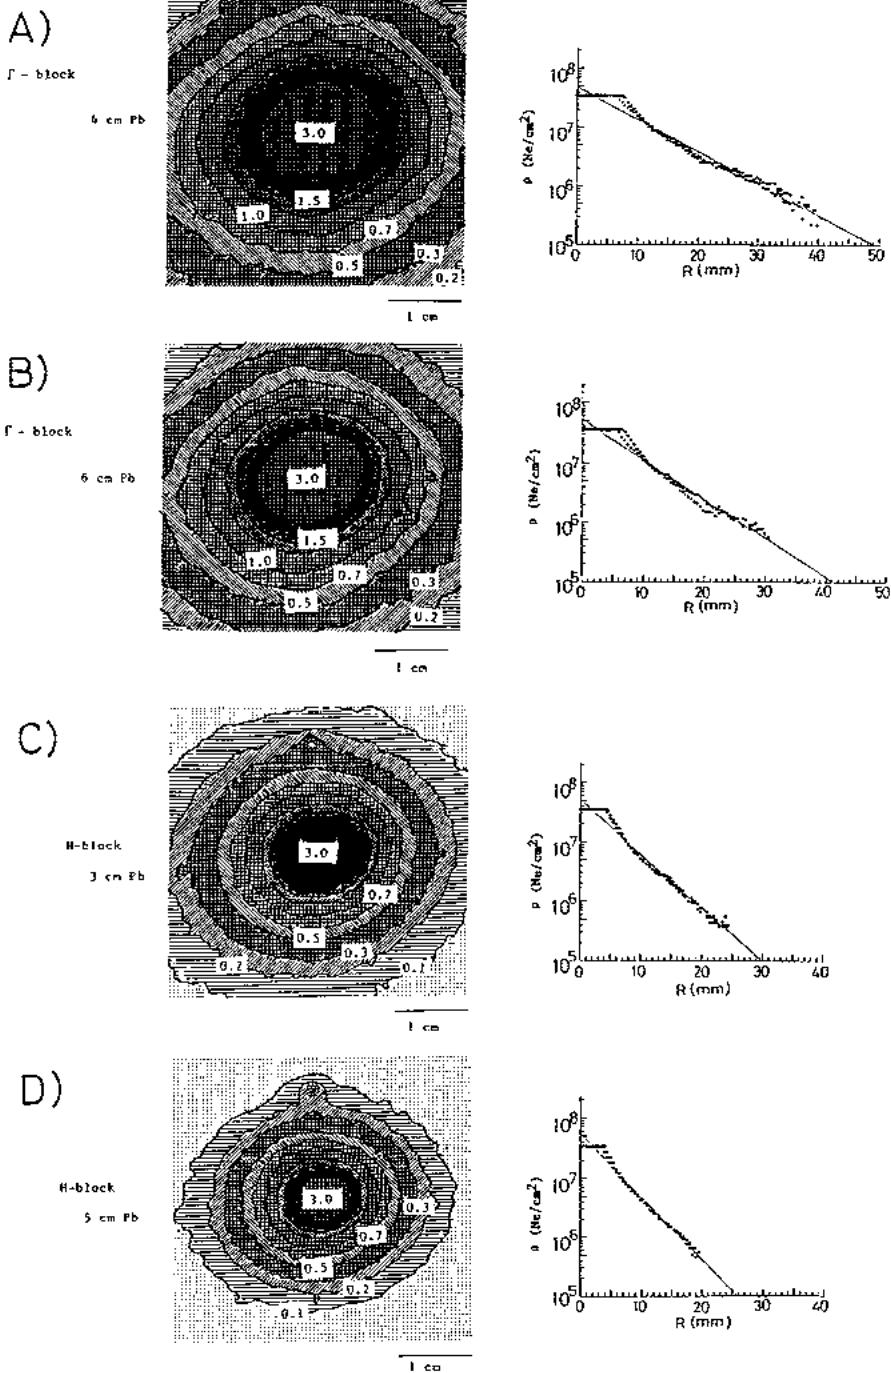 A)
Γ - block
4 cm Pb
3.0
1.5
1.0
0.7
0.5
0.3
0.2
1 cm
ρ (Ne/cm²)
10⁸
10⁷
10⁶
10⁵
0 10 20 30 40 50
R (mm)
B)
Γ - block
6 cm Pb
3.0
1.5
1.0
0.7
0.5
0.3
0.2
1 cm
ρ (Ne/cm²)
10⁸
10⁷
10⁶
10⁵
0 10 20 30 40 50
R (mm)
C)
H-block
3 cm Pb
3.0
0.7
0.5
0.3
0.2
0.1
1 cm
ρ (Ne/cm²)
10⁸
10⁷
10⁶
10⁵
0 10 20 30 40
R (mm)
D)
H-block
5 cm Pb
3.0
0.3
0.7
0.5
0.2
0.1
1 cm
ρ (Ne/cm²)
10⁸
10⁷
10⁶
10⁵
0 10 20 30 40
R (mm)